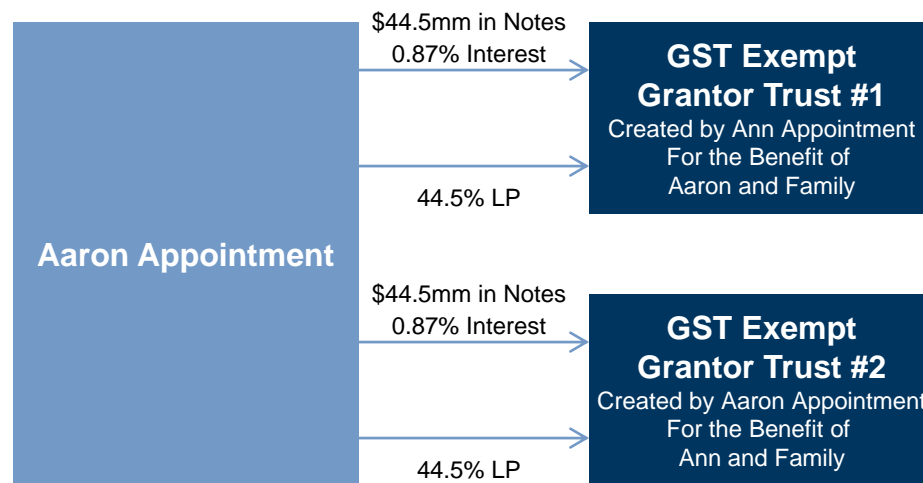 Aaron Appointment
$44.5mm in Notes
0.87% Interest
44.5% LP
GST Exempt
Grantor Trust #1
Created by Ann Appointment
For the Benefit of
Aaron and Family
$44.5mm in Notes
0.87% Interest
44.5% LP
GST Exempt
Grantor Trust #2
Created by Aaron Appointment
For the Benefit of
Ann and Family